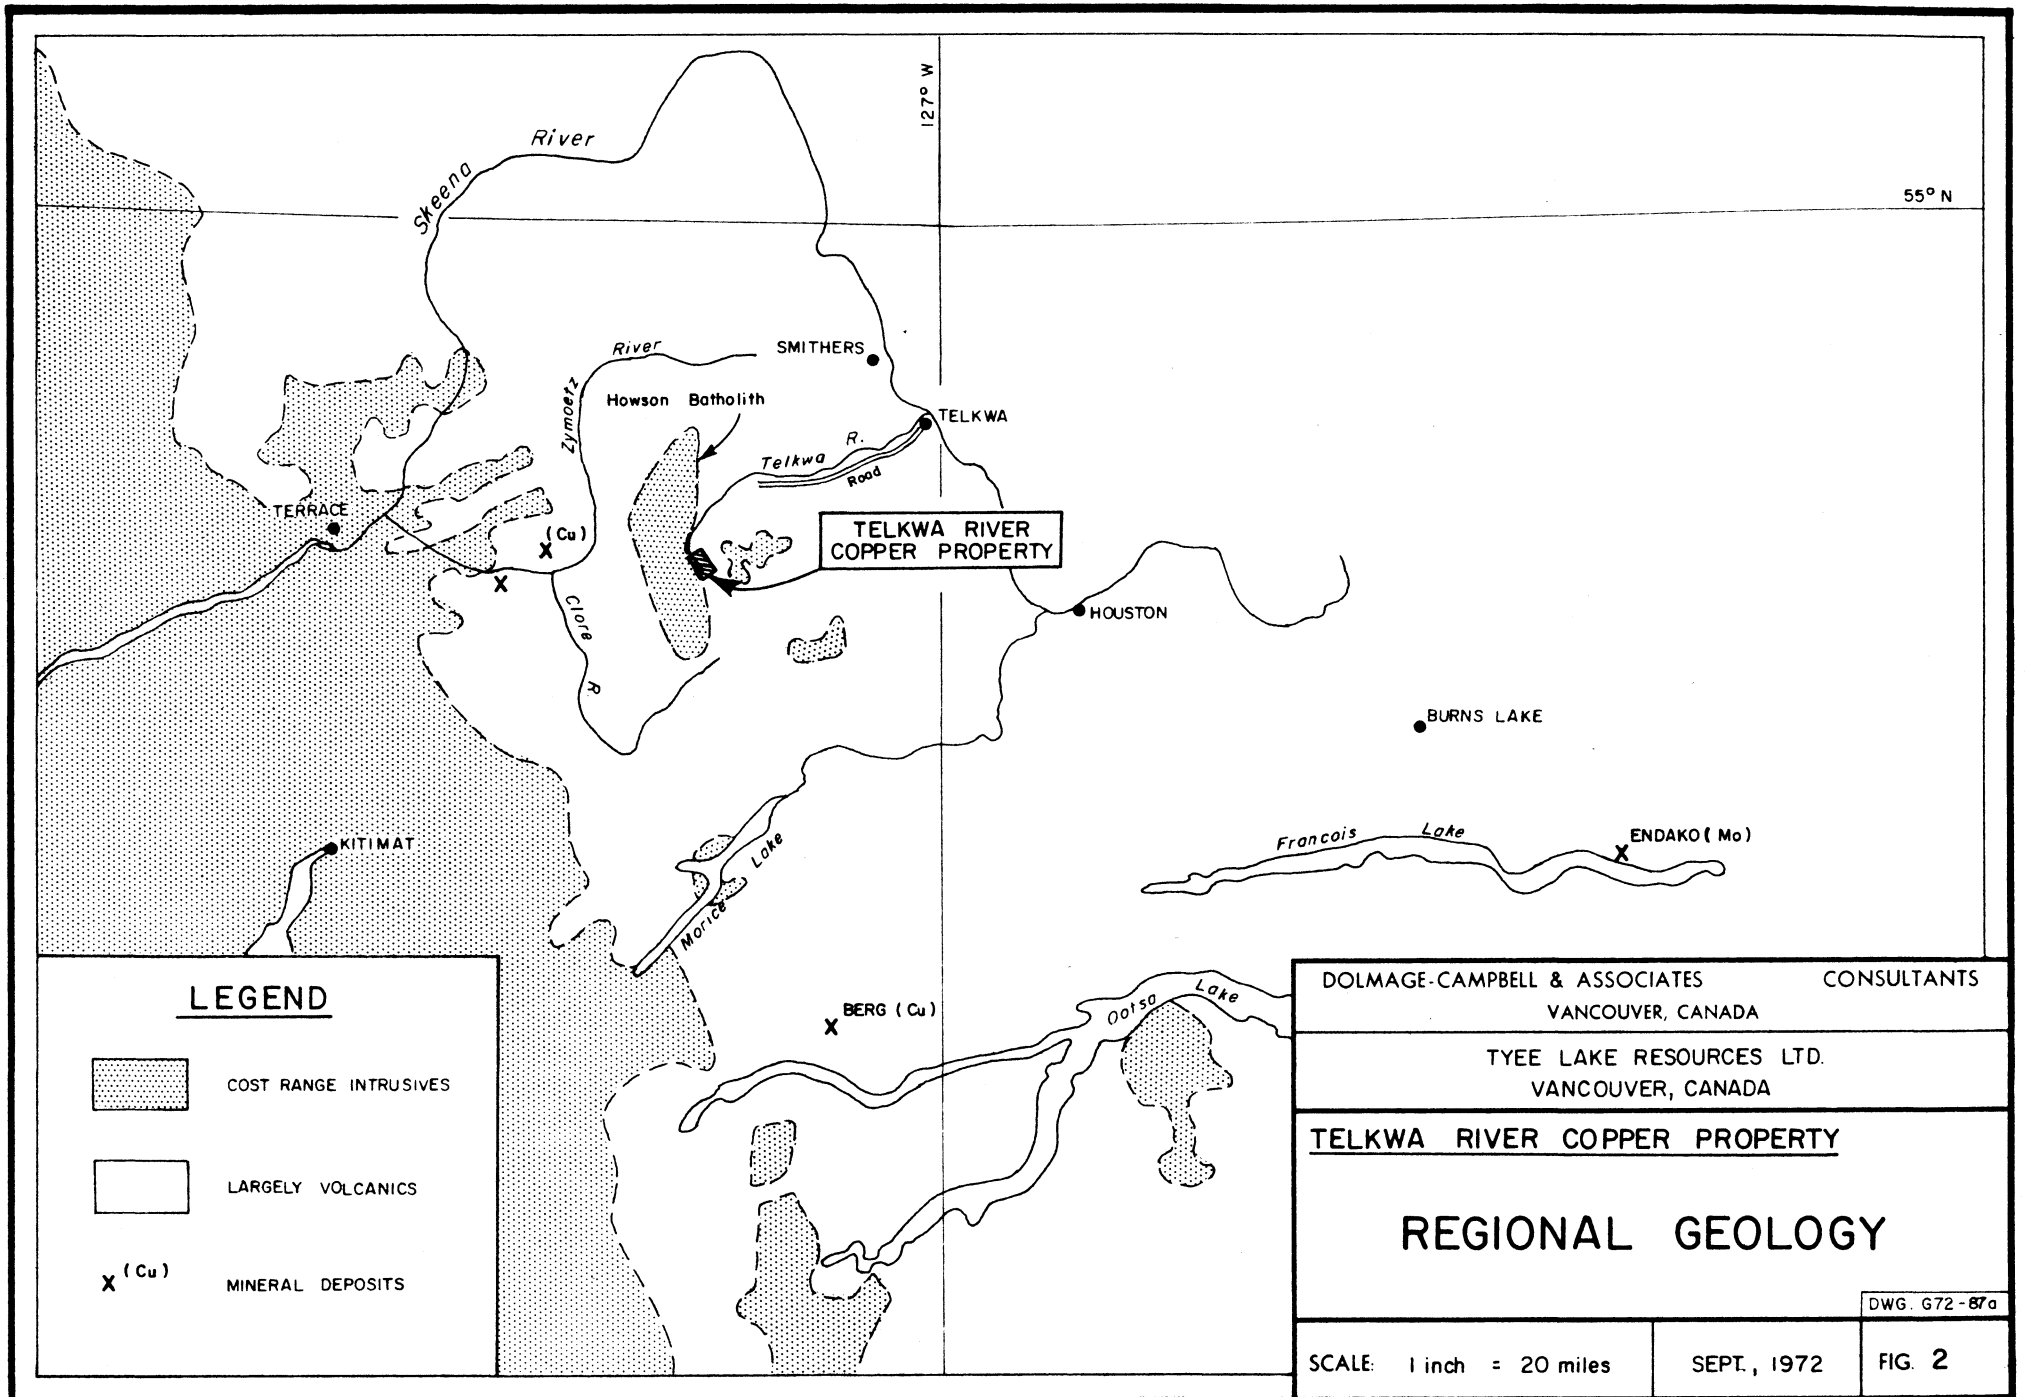 127° W
55° N
Skeena River
Zymoetz River
SMITHERS
Howson Batholith
TELKWA
Telkwa R.
Road
TERRACE
(Cu)
X
X
TELKWA RIVER
COPPER PROPERTY
Clore R
HOUSTON
BURNS LAKE
KITIMAT
Morice Lake
Francois Lake
ENDAKO (Mo)
X
BERG (Cu)
X
Ootsa Lake
LEGEND
COST RANGE INTRUSIVES
LARGELY VOLCANICS
X (Cu) MINERAL DEPOSITS
DOLMAGE-CAMPBELL & ASSOCIATES CONSULTANTS
VANCOUVER, CANADA
TYEE LAKE RESOURCES LTD.
VANCOUVER, CANADA
TELKWA RIVER COPPER PROPERTY
REGIONAL GEOLOGY
DWG. G72-87a
SCALE: 1 inch = 20 miles
SEPT., 1972
FIG. 2